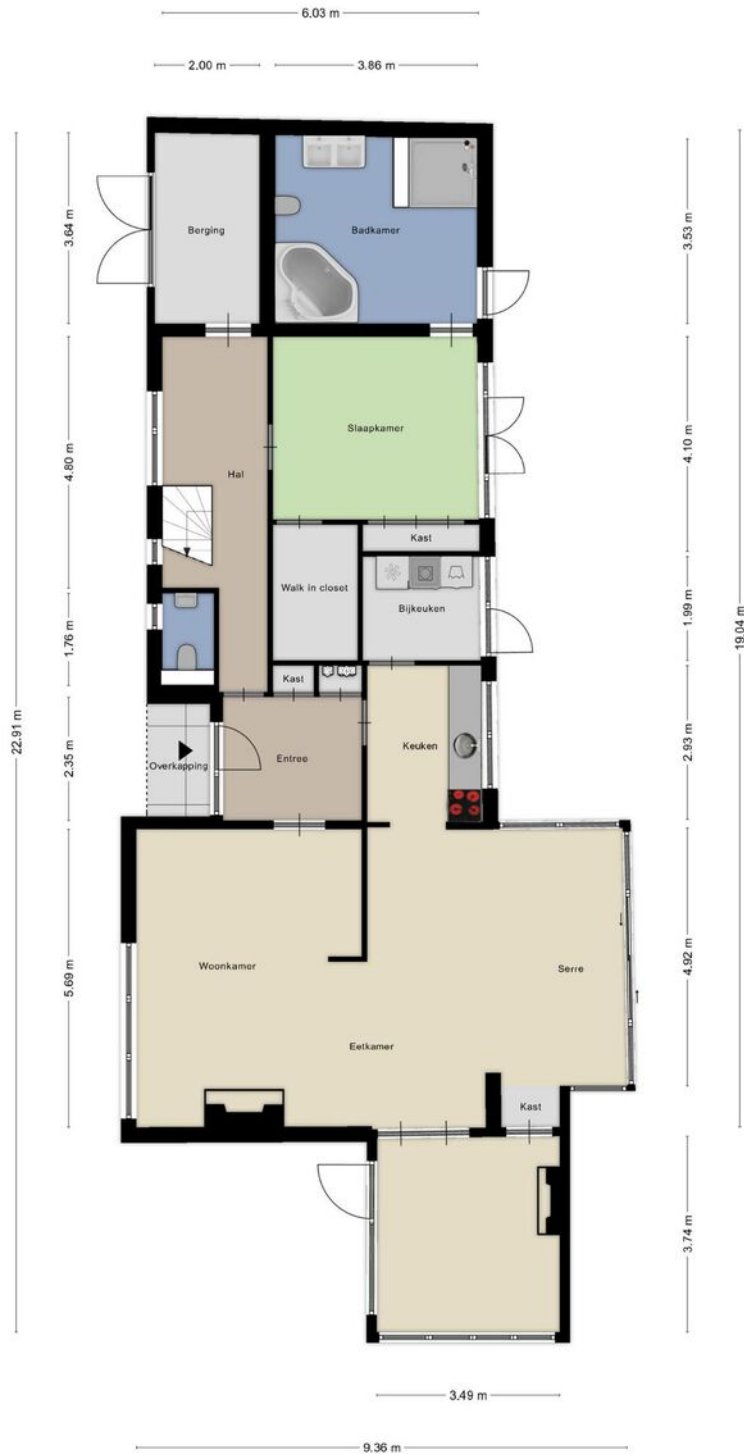 6.03 m
2.00 m
3.86 m
3.64 m
3.53 m
Berging
Badkamer
4.80 m
4.10 m
Slaapkamer
Hal
Kast
Walk in closet
Bijkeuken
1.99 m
1.76 m
19.04 m
Kast
22.91 m
2.35 m
2.93 m
Keuken
Entree
Overkapping
5.69 m
4.92 m
Woonkamer
Serre
Eetkamer
Kast
3.74 m
3.49 m
9.36 m